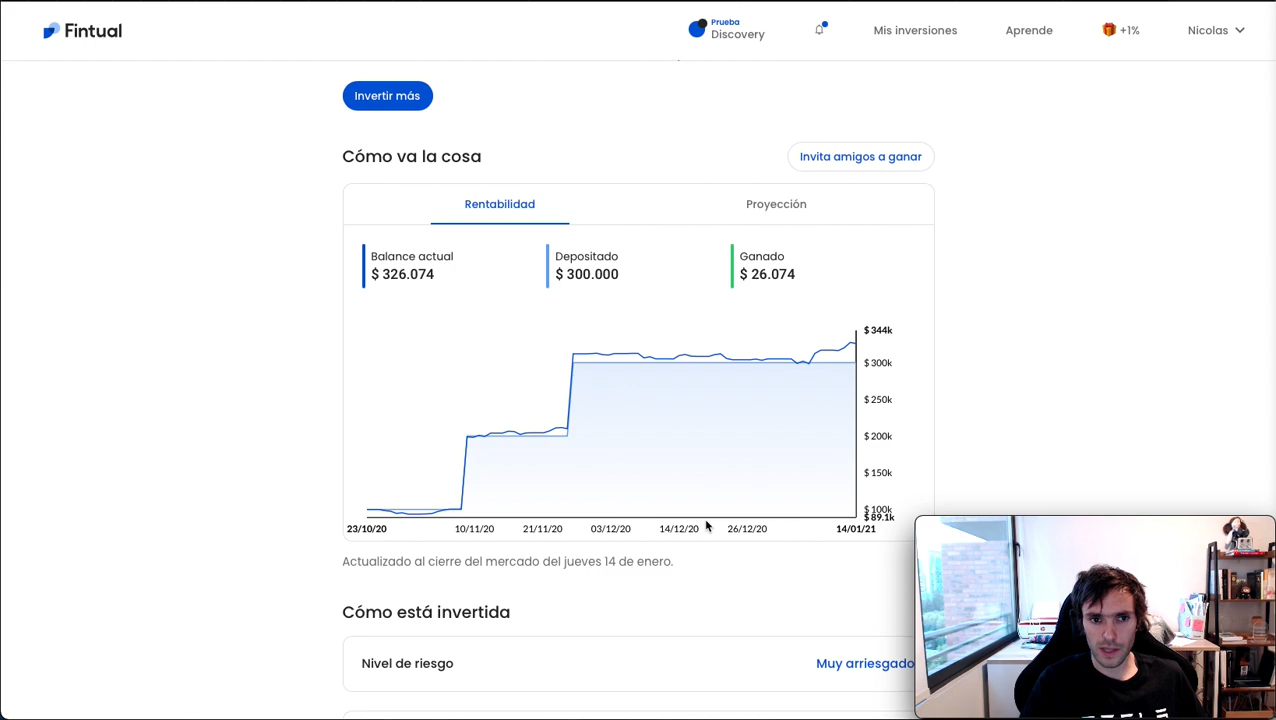 Fintual
Prueba
Discovery
Mis inversiones
Aprende
+1%
Nicolas
Invertir más
Cómo va la cosa
Invita amigos a ganar
Rentabilidad
Proyección
Balance actual
$ 326.074
Depositado
$ 300.000
Ganado
$ 26.074
$ 344k
$ 300k
$ 250k
$ 200k
$ 150k
$ 100k
$ 89.1k
23/10/20
10/11/20
21/11/20
03/12/20
14/12/20
26/12/20
14/01/21
Actualizado al cierre del mercado del jueves 14 de enero.
Cómo está invertida
Nivel de riesgo
Muy arriesgado